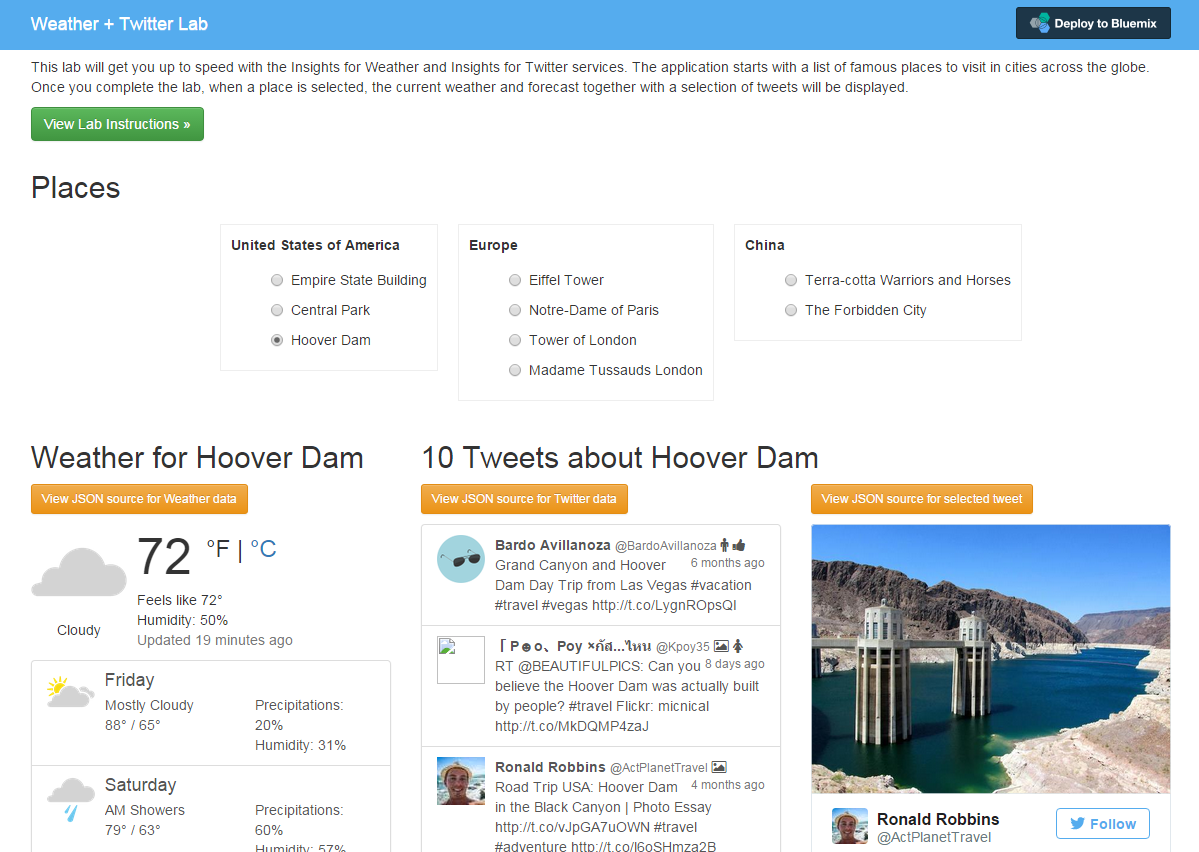 Weather + Twitter Lab
Deploy to Bluemix
This lab will get you up to speed with the Insights for Weather and Insights for Twitter services. The application starts with a list of famous places to visit in cities across the globe.
Once you complete the lab, when a place is selected, the current weather and forecast together with a selection of tweets will be displayed.
View Lab Instructions »
Places
United States of America
Empire State Building
Central Park
Hoover Dam
Europe
Eiffel Tower
Notre-Dame of Paris
Tower of London
Madame Tussauds London
China
Terra-cotta Warriors and Horses
The Forbidden City
Weather for Hoover Dam
View JSON source for Weather data
72 °F | °C
Feels like 72°
Humidity: 50%
Updated 19 minutes ago
Cloudy
Friday
Mostly Cloudy
88° / 65°
Precipitations:
20%
Humidity: 31%
Saturday
AM Showers
79° / 63°
Precipitations:
60%
Humidity: 57%
10 Tweets about Hoover Dam
View JSON source for Twitter data
Bardo Avillanoza @BardoAvillanoza
6 months ago
Grand Canyon and Hoover
Dam Day Trip from Las Vegas #vacation
#travel #vegas http://t.co/LygnROpsQI
「 P☻o、Poy ˟กัส...ไหน @Kpoy35
8 days ago
RT @BEAUTIFULPICS: Can you
believe the Hoover Dam was actually built
by people? #travel Flickr: micnical
http://t.co/MkDQMP4zaJ
Ronald Robbins @ActPlanetTravel
4 months ago
Road Trip USA: Hoover Dam
in the Black Canyon | Photo Essay
http://t.co/vJpGA7uOWN #travel
#adventure http://t.co/I6oSHmza2B
View JSON source for selected tweet
Ronald Robbins
@ActPlanetTravel
Follow